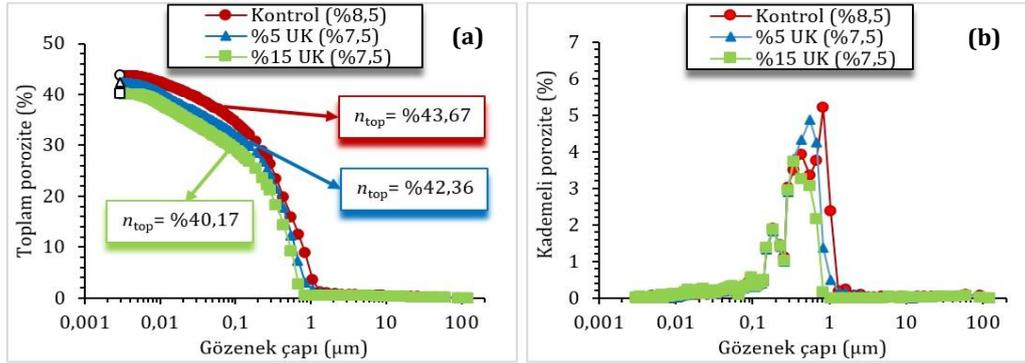 Kontrol (%8,5)
%5 UK (%7,5)
%15 UK (%7,5)
(a)
50
40
30
20
10
0
Toplam porozite (%)
ntop= %43,67
ntop= %42,36
ntop= %40,17
0,001 0,01 0,1 1 10 100
Gözenek çapı (μm)
Kontrol (%8,5)
%5 UK (%7,5)
%15 UK (%7,5)
(b)
7
6
5
4
3
2
1
0
Kademeli porozite (%)
0,001 0,01 0,1 1 10 100
Gözenek çapı (μm)